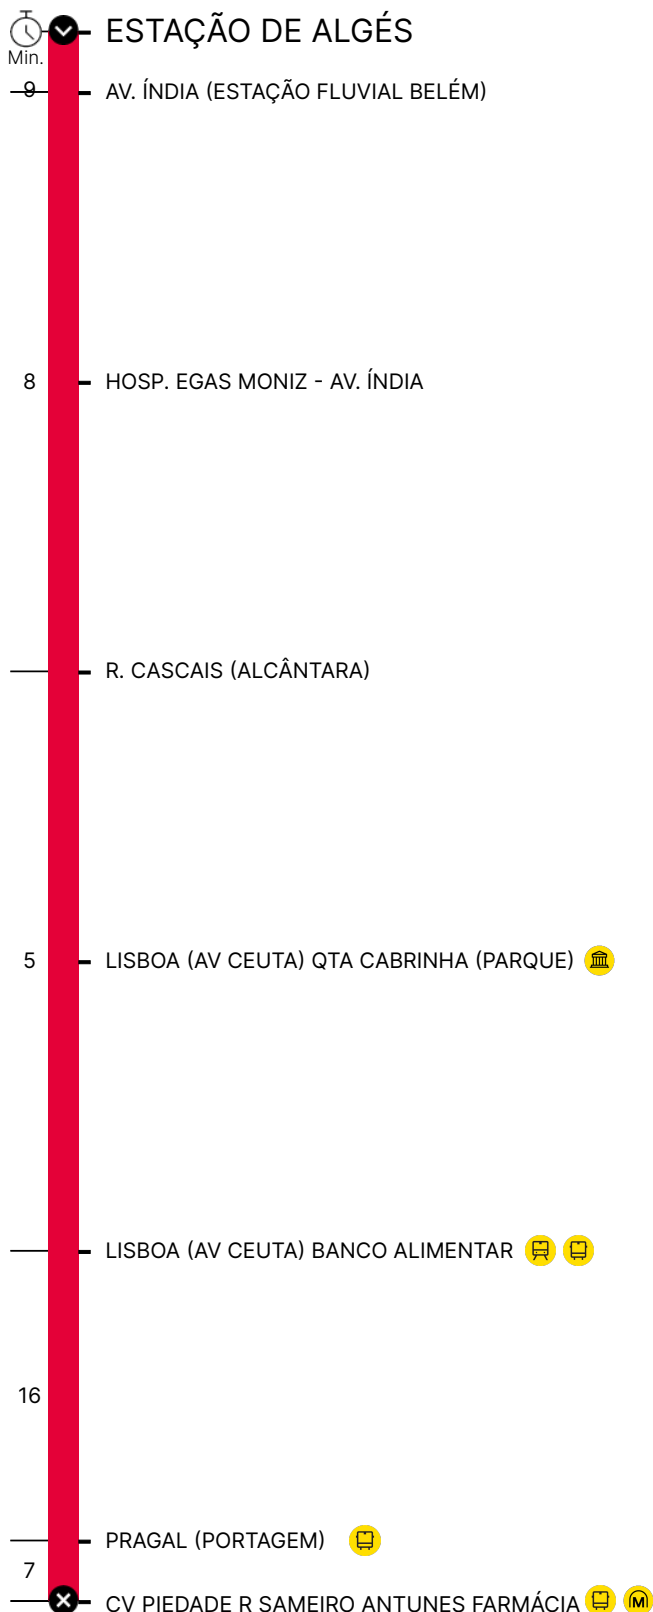 ESTAÇÃO DE ALGÉS
Min.
9 AV. ÍNDIA (ESTAÇÃO FLUVIAL BELÉM)
8 HOSP. EGAS MONIZ - AV. ÍNDIA
R. CASCAIS (ALCÂNTARA)
5 LISBOA (AV CEUTA) QTA CABRINHA (PARQUE)
LISBOA (AV CEUTA) BANCO ALIMENTAR
16
PRAGAL (PORTAGEM)
7
CV PIEDADE R SAMEIRO ANTUNES FARMÁCIA M